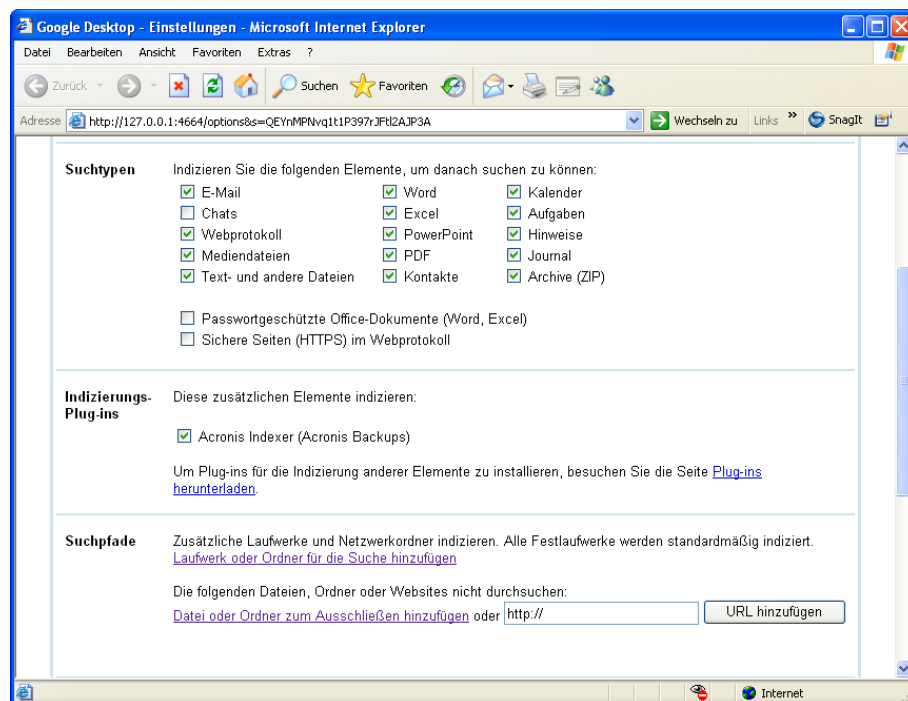 Google Desktop - Einstellungen - Microsoft Internet Explorer
Datei Bearbeiten Ansicht Favoriten Extras ?
Zurück Suchen Favoriten
Adresse http://127.0.0.1:4664/options&s=QEYnMPNvq1t1P397rJFtl2AJP3A Wechseln zu Links » SnagIt
Suchtypen Indizieren Sie die folgenden Elemente, um danach suchen zu können:
E-Mail Word Kalender
Chats Excel Aufgaben
Webprotokoll PowerPoint Hinweise
Mediendateien PDF Journal
Text- und andere Dateien Kontakte Archive (ZIP)
Passwortgeschützte Office-Dokumente (Word, Excel)
Sichere Seiten (HTTPS) im Webprotokoll
Indizierungs- Diese zusätzlichen Elemente indizieren:
Plug-ins
Acronis Indexer (Acronis Backups)
Um Plug-ins für die Indizierung anderer Elemente zu installieren, besuchen Sie die Seite Plug-ins
herunterladen.
Suchpfade Zusätzliche Laufwerke und Netzwerkordner indizieren. Alle Festlaufwerke werden standardmäßig indiziert.
Laufwerk oder Ordner für die Suche hinzufügen
Die folgenden Dateien, Ordner oder Websites nicht durchsuchen:
Datei oder Ordner zum Ausschließen hinzufügen oder http:// URL hinzufügen
Internet